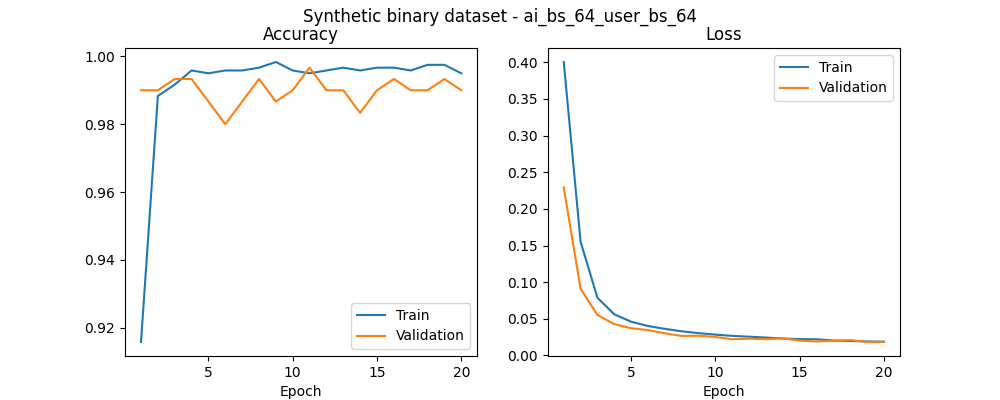 Synthetic binary dataset - ai_bs_64_user_bs_64
Accuracy
1.00
0.98
0.96
0.94
0.92
5
10
15
20
Epoch
Train
Validation
Loss
0.40
0.35
0.30
0.25
0.20
0.15
0.10
0.05
0.00
5
10
15
20
Epoch
Train
Validation